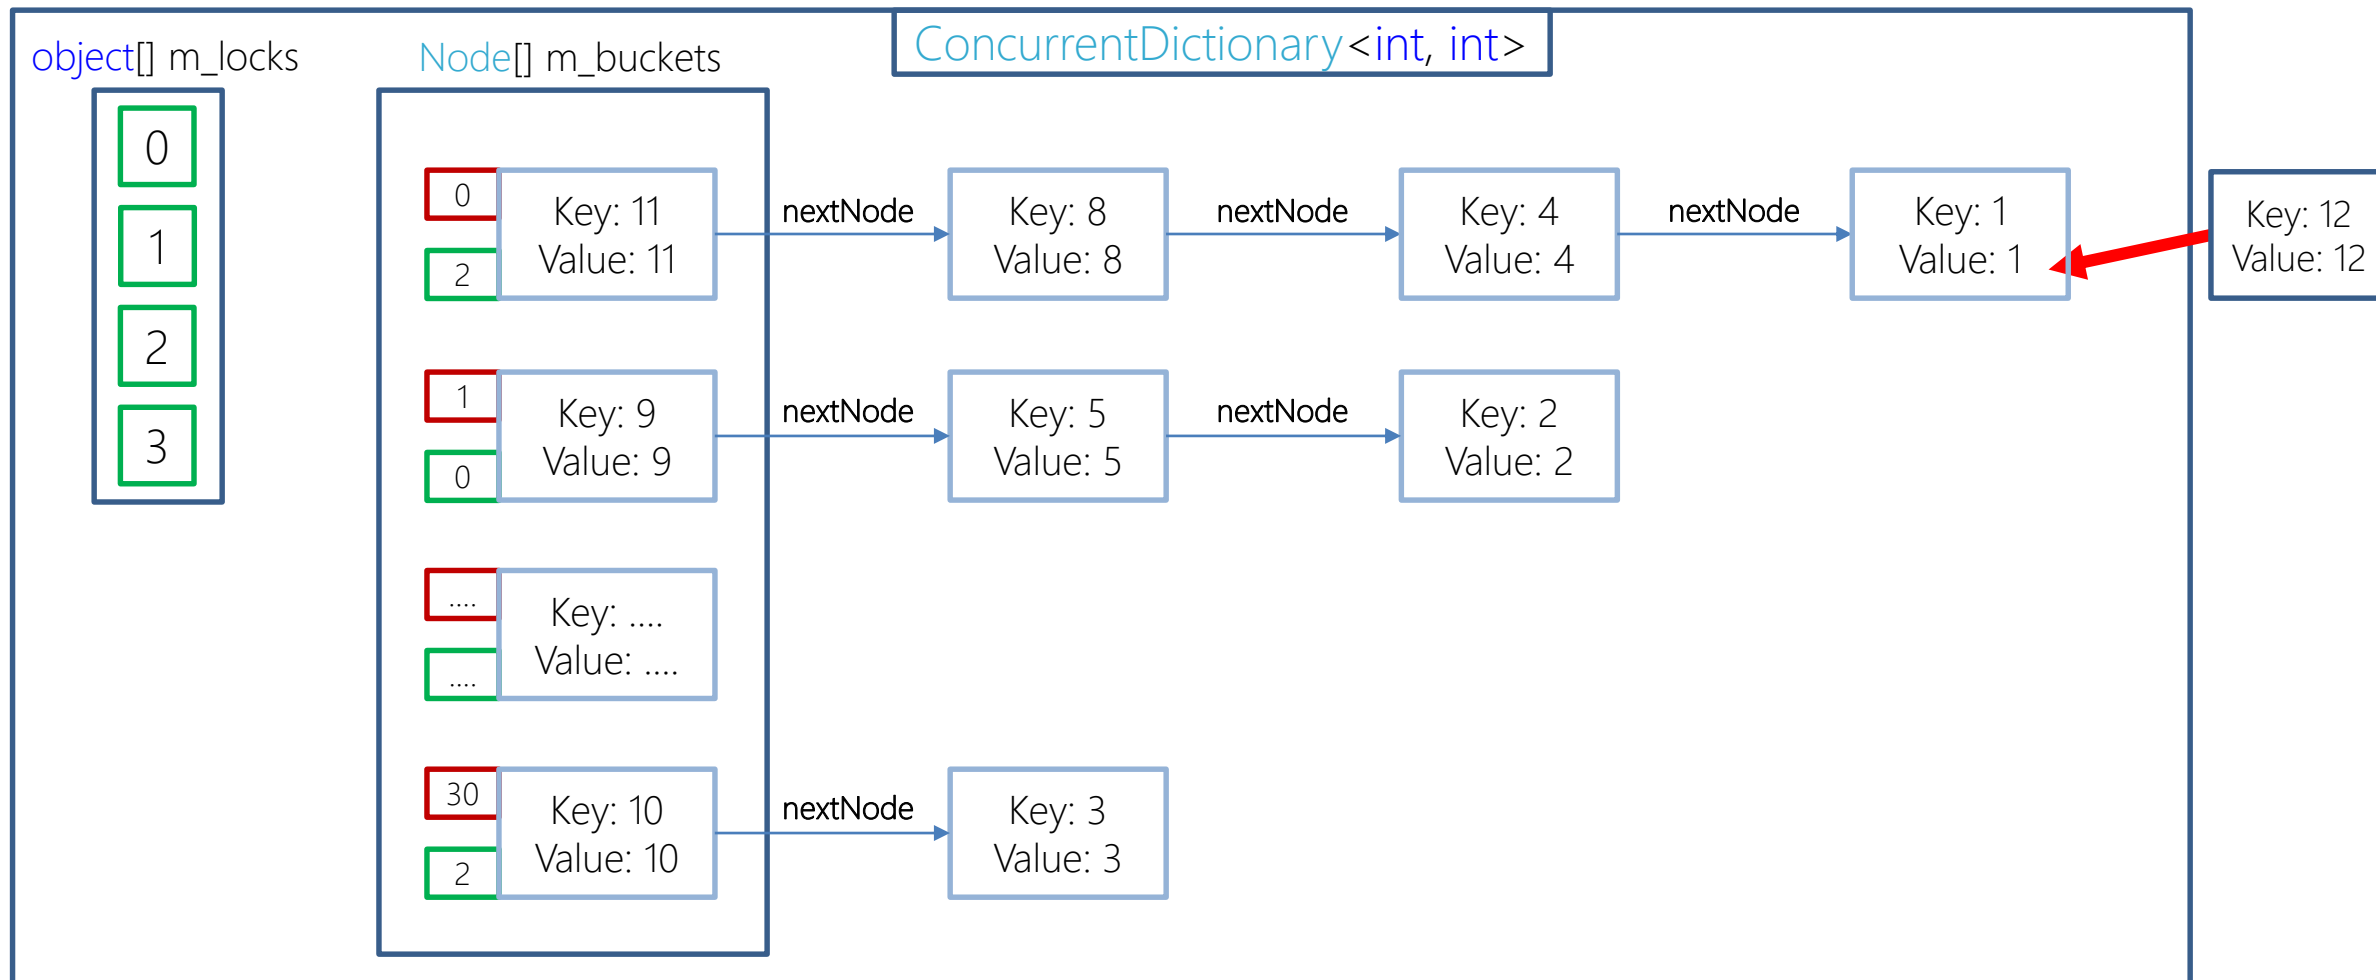 ConcurrentDictionary<int, int>
object[] m_locks
Node[] m_buckets
0
1
2
3
0
2
Key: 11
Value: 11
nextNode
Key: 8
Value: 8
nextNode
Key: 4
Value: 4
nextNode
Key: 1
Value: 1
Key: 12
Value: 12
1
0
Key: 9
Value: 9
nextNode
Key: 5
Value: 5
nextNode
Key: 2
Value: 2
....
....
Key: ....
Value: ....
30
2
Key: 10
Value: 10
nextNode
Key: 3
Value: 3